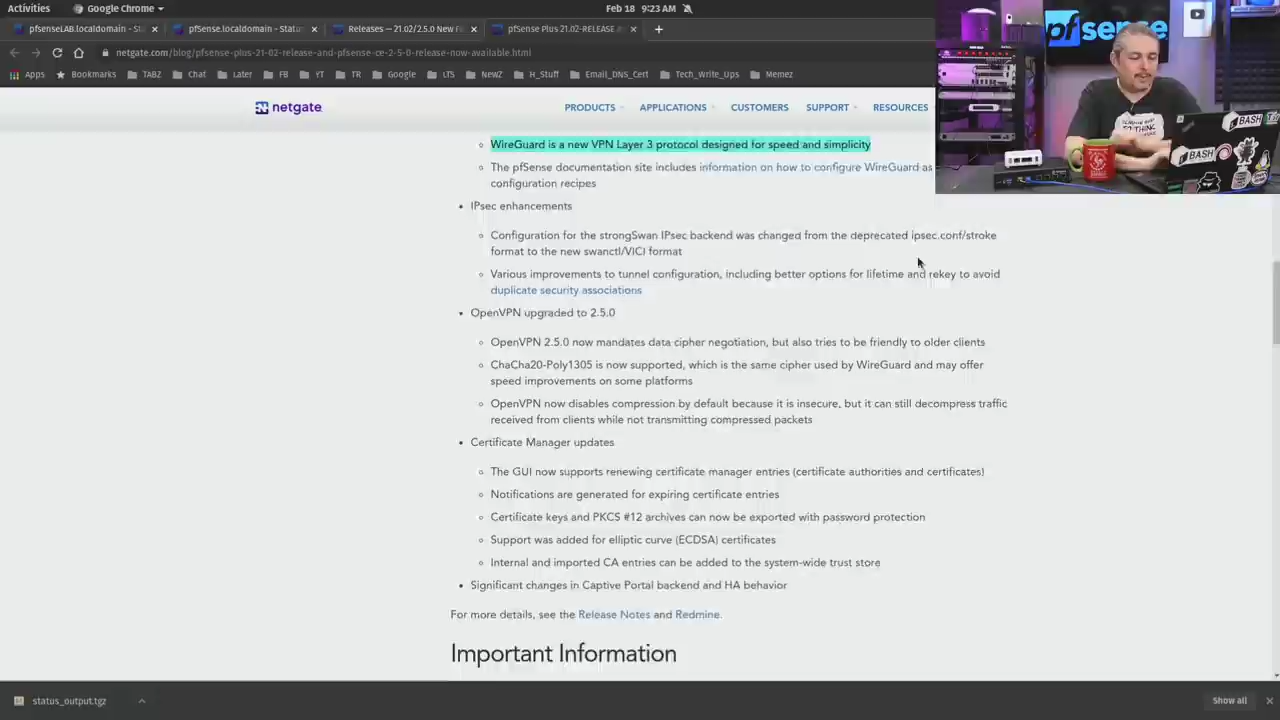 Activities
Google Chrome
Feb 18 9:23 AM
pfsenseLAB.localdomain - Status
pfsense.localdomain - Status
Releases — 21.02/2.5.0 New F
pfSense Plus 21.02-RELEASE a
netgate.com/blog/pfsense-plus-21-02-release-and-pfsense-ce-2-5-0-release-now-available.html
Apps
Bookmarks
TABZ
Chat
Later
YT
TR
Google
LTS
NewZ
H_Stuff
Email_DNS_Cert
Tech_Write_Ups
Memez
pfsense
BASH
BASH
netgate
PRODUCTS
APPLICATIONS
CUSTOMERS
SUPPORT
RESOURCES
WireGuard is a new VPN Layer 3 protocol designed for speed and simplicity
The pfSense documentation site includes information on how to configure WireGuard as
configuration recipes
IPsec enhancements
Configuration for the strongSwan IPsec backend was changed from the deprecated ipsec.conf/stroke
format to the new swanctl/VICI format
Various improvements to tunnel configuration, including better options for lifetime and rekey to avoid
duplicate security associations
OpenVPN upgraded to 2.5.0
OpenVPN 2.5.0 now mandates data cipher negotiation, but also tries to be friendly to older clients
ChaCha20-Poly1305 is now supported, which is the same cipher used by WireGuard and may offer
speed improvements on some platforms
OpenVPN now disables compression by default because it is insecure, but it can still decompress traffic
received from clients while not transmitting compressed packets
Certificate Manager updates
The GUI now supports renewing certificate manager entries (certificate authorities and certificates)
Notifications are generated for expiring certificate entries
Certificate keys and PKCS #12 archives can now be exported with password protection
Support was added for elliptic curve (ECDSA) certificates
Internal and imported CA entries can be added to the system-wide trust store
Significant changes in Captive Portal backend and HA behavior
For more details, see the Release Notes and Redmine.
Important Information
status_output.tgz
Show all